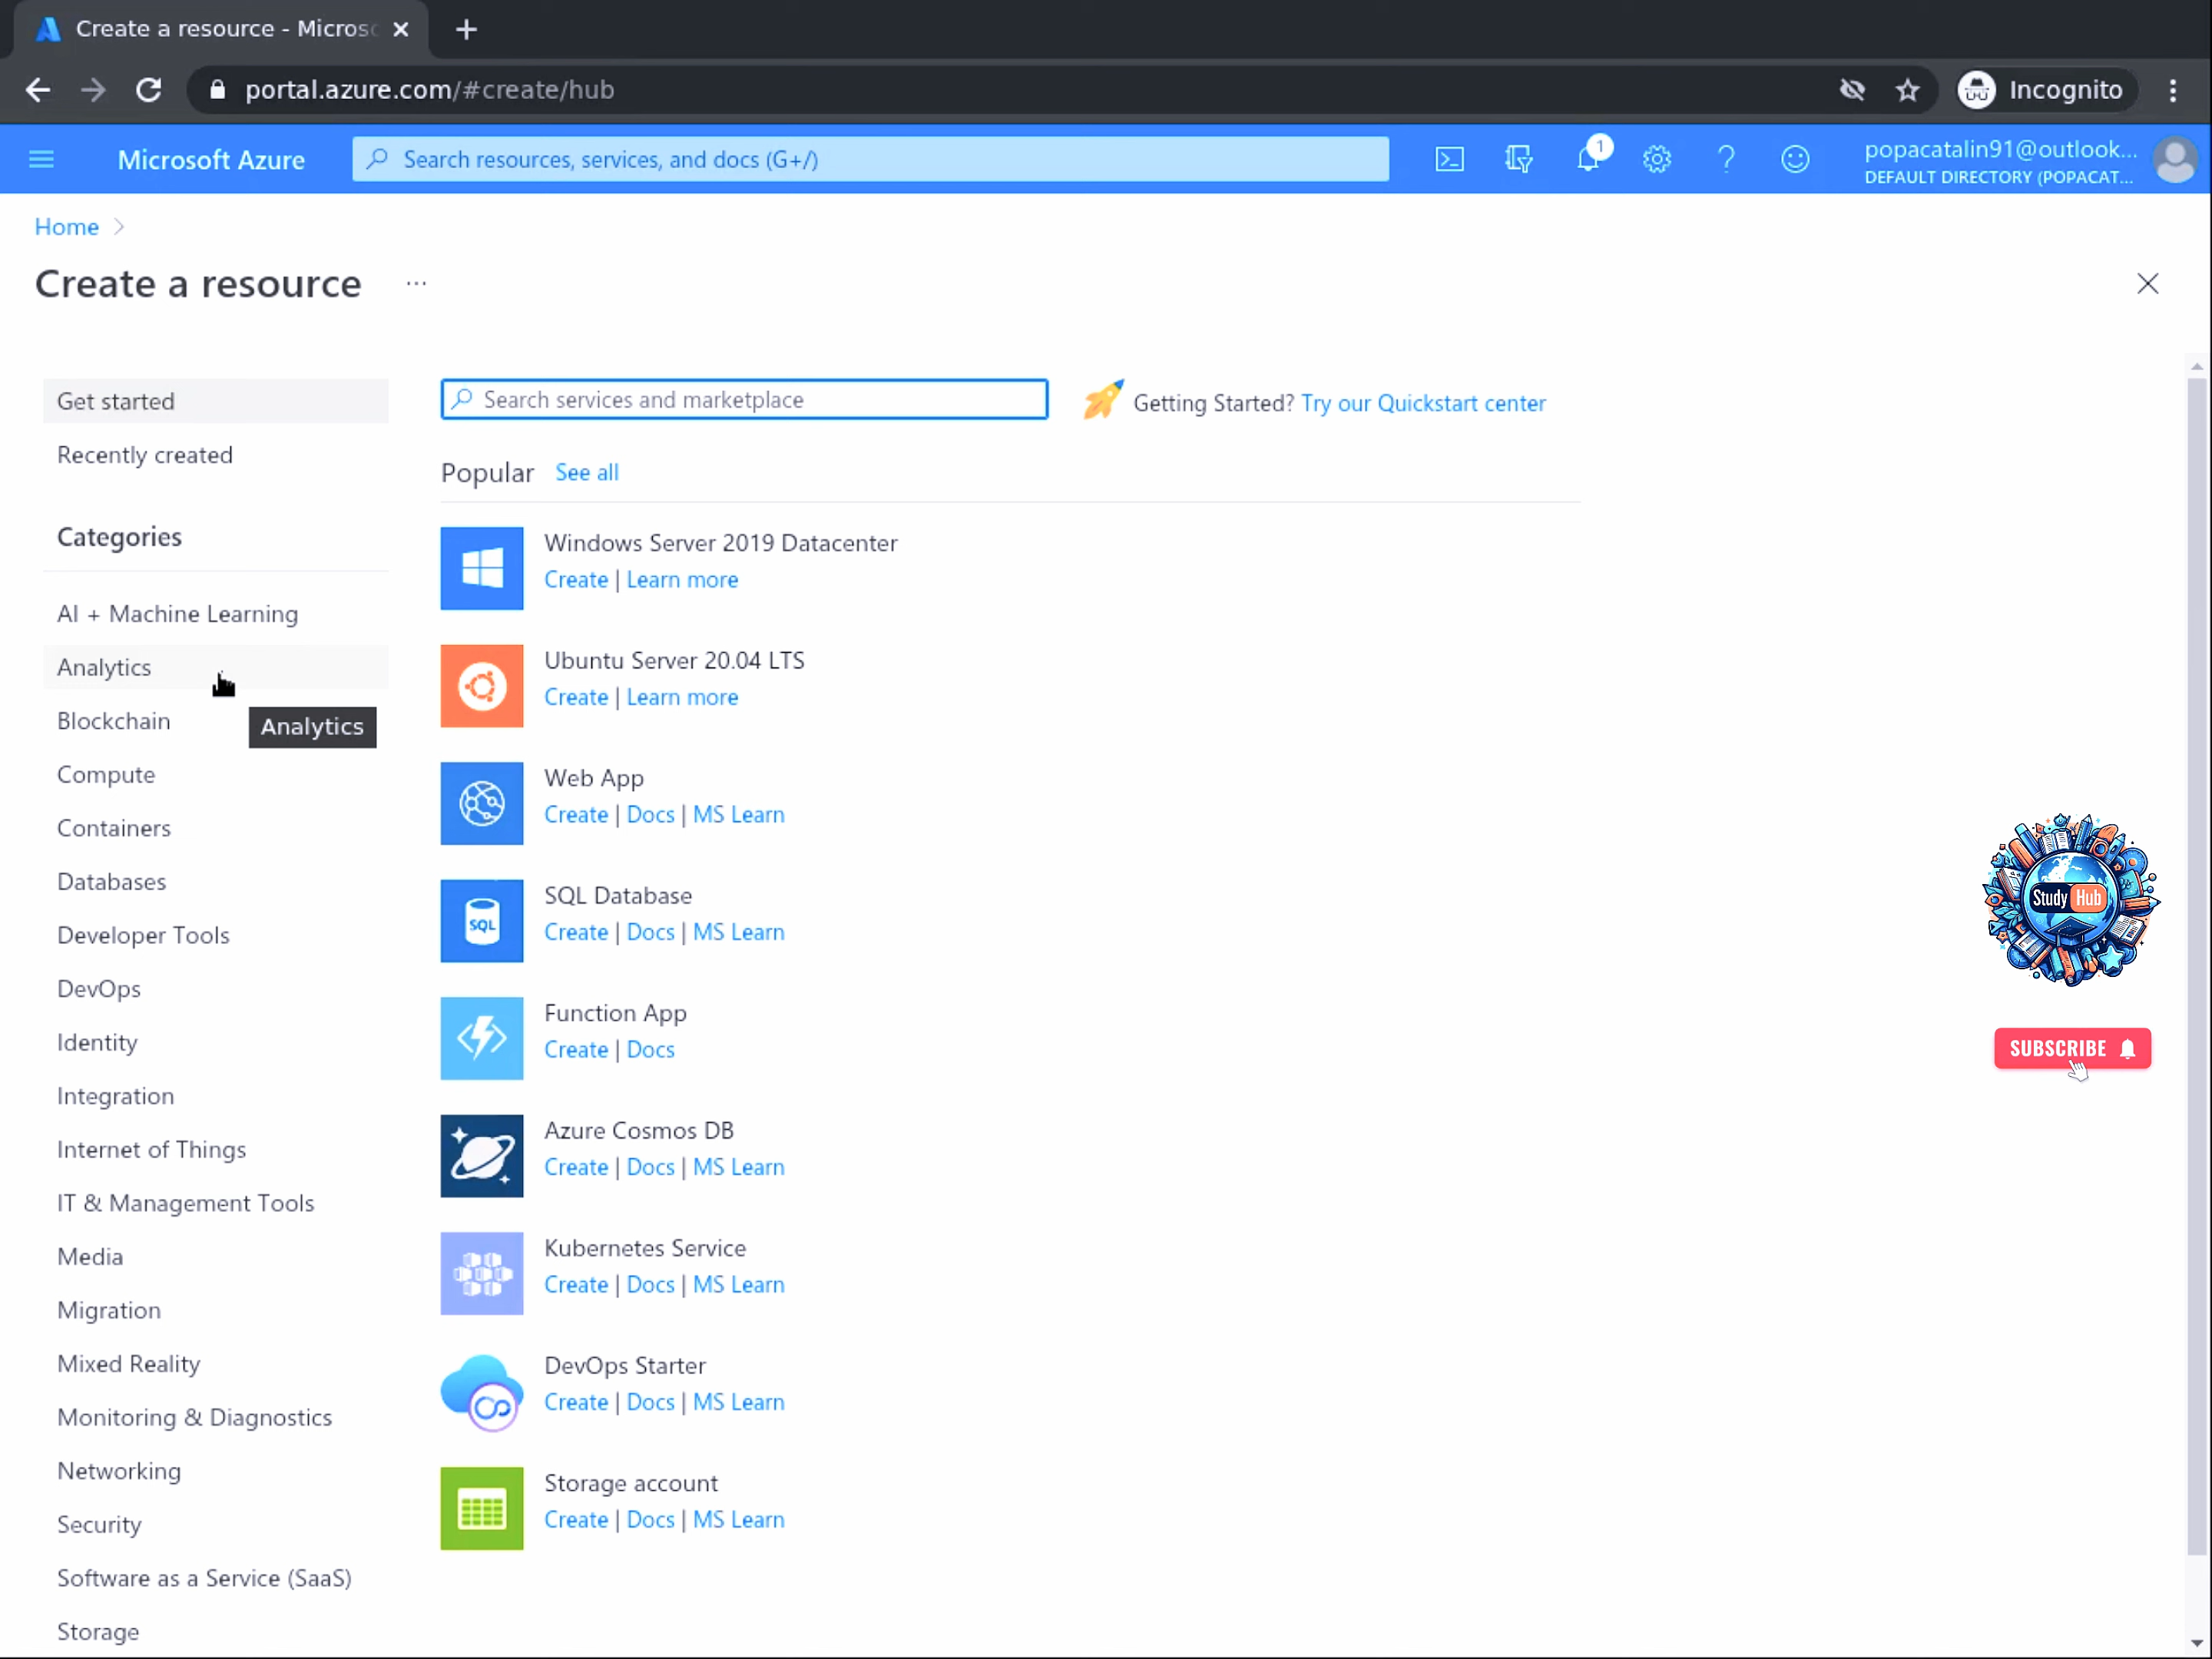 Create a resource - Micros
portal.azure.com/#create/hub
Incognito
Microsoft Azure
Search resources, services, and docs (G+/)
1
popacatalin91@outlook...
DEFAULT DIRECTORY (POPACAT...
Home
Create a resource
...
Get started
Recently created
Categories
AI + Machine Learning
Analytics
Analytics
Blockchain
Compute
Containers
Databases
Developer Tools
DevOps
Identity
Integration
Internet of Things
IT & Management Tools
Media
Migration
Mixed Reality
Monitoring & Diagnostics
Networking
Security
Software as a Service (SaaS)
Storage
Search services and marketplace
Getting Started? Try our Quickstart center
Popular See all
Windows Server 2019 Datacenter
Create | Learn more
Ubuntu Server 20.04 LTS
Create | Learn more
Web App
Create | Docs | MS Learn
SQL
SQL Database
Create | Docs | MS Learn
Function App
Create | Docs
Azure Cosmos DB
Create | Docs | MS Learn
Kubernetes Service
Create | Docs | MS Learn
DevOps Starter
Create | Docs | MS Learn
Storage account
Create | Docs | MS Learn
Study Hub
SUBSCRIBE